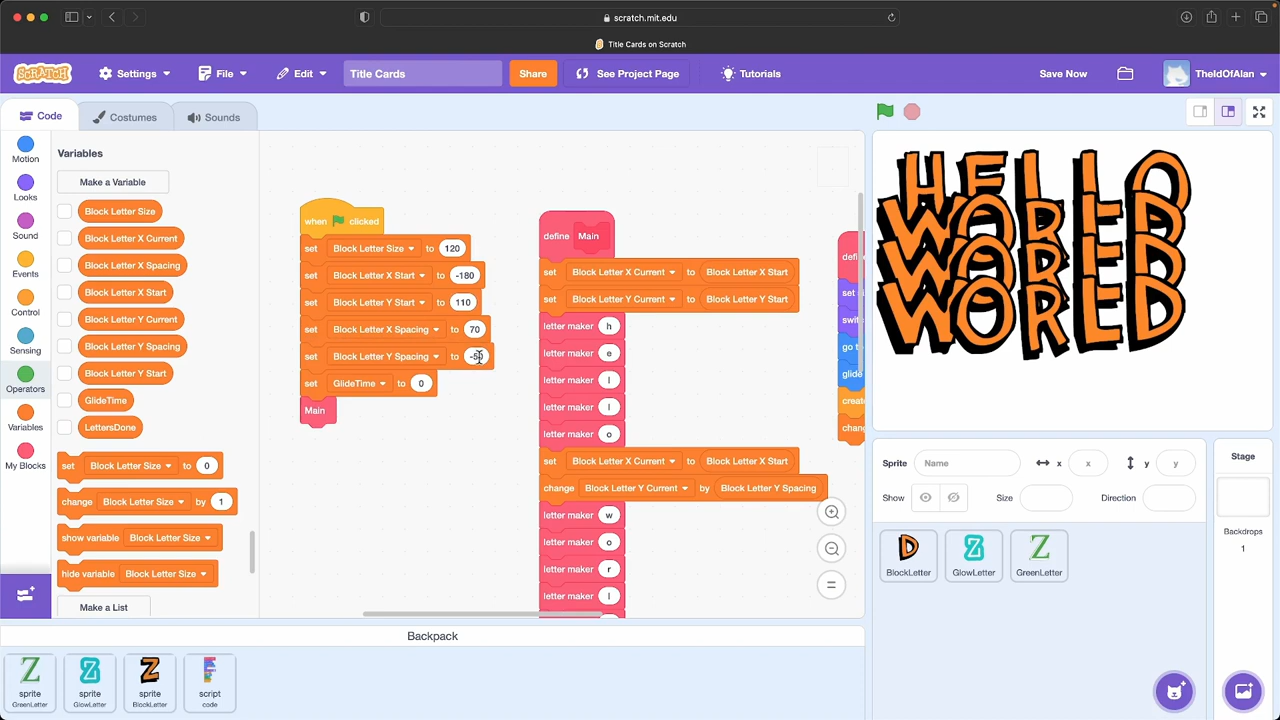 scratch.mit.edu
Title Cards on Scratch
SCRATCH
Settings
File
Edit
Title Cards
Share
See Project Page
Tutorials
Save Now
TheIdOfAlan
Code
Costumes
Sounds
Motion
Looks
Sound
Events
Control
Sensing
Operators
Variables
My Blocks
Variables
Make a Variable
Block Letter Size
Block Letter X Current
Block Letter X Spacing
Block Letter X Start
Block Letter Y Current
Block Letter Y Spacing
Block Letter Y Start
GlideTime
LettersDone
set Block Letter Size to 0
change Block Letter Size by 1
show variable Block Letter Size
hide variable Block Letter Size
Make a List
when clicked
set Block Letter Size to 120
set Block Letter X Start to -180
set Block Letter Y Start to 110
set Block Letter X Spacing to 70
set Block Letter Y Spacing to
set GlideTime to 0
Main
define Main
set Block Letter X Current to Block Letter X Start
set Block Letter Y Current to Block Letter Y Start
letter maker h
letter maker e
letter maker l
letter maker l
letter maker o
set Block Letter X Current to Block Letter X Start
change Block Letter Y Current by Block Letter Y Spacing
letter maker w
letter maker o
letter maker r
letter maker l
HELLO
WORLD
WORLD
WORLD
Sprite Name x x y y
Show Size Direction
D
Z
Z
BlockLetter
GlowLetter
GreenLetter
Stage
Backdrops
1
Backpack
Z
Z
Z
sprite
GreenLetter
sprite
GlowLetter
sprite
BlockLetter
script
code